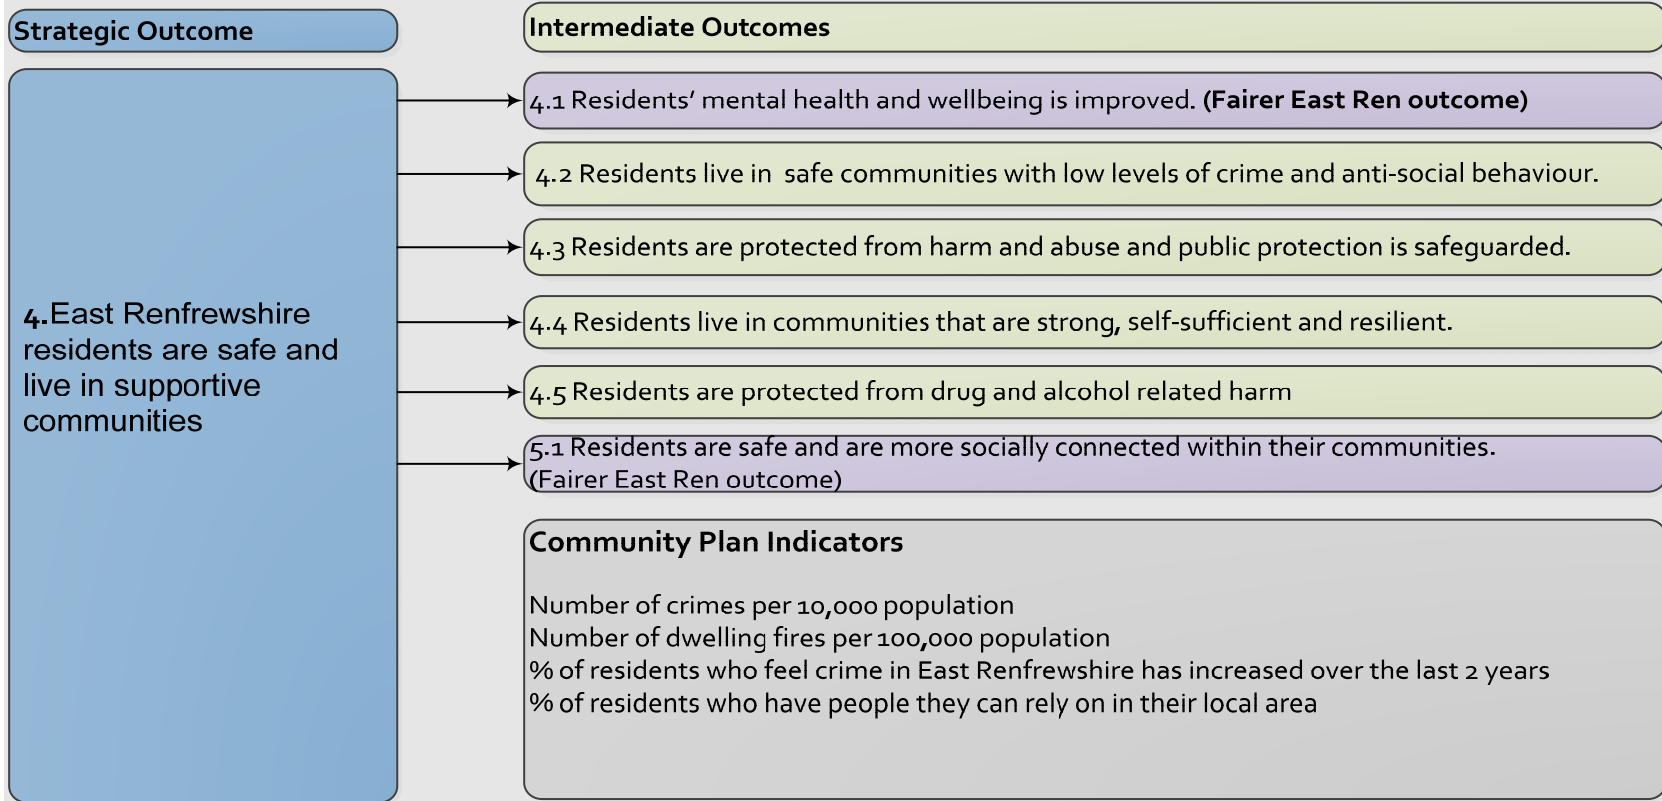 Strategic Outcome
Intermediate Outcomes
4.East Renfrewshire
residents are safe and
live in supportive
communities
4.1 Residents’ mental health and wellbeing is improved. (Fairer East Ren outcome)
4.2 Residents live in  safe communities with low levels of crime and anti-social behaviour.
4.3 Residents are protected from harm and abuse and public protection is safeguarded.
4.4 Residents live in communities that are strong, self-sufficient and resilient.
4.5 Residents are protected from drug and alcohol related harm
5.1 Residents are safe and are more socially connected within their communities.
(Fairer East Ren outcome)
Community Plan Indicators
Number of crimes per 10,000 population
Number of dwelling fires per 100,000 population
% of residents who feel crime in East Renfrewshire has increased over the last 2 years
% of residents who have people they can rely on in their local area